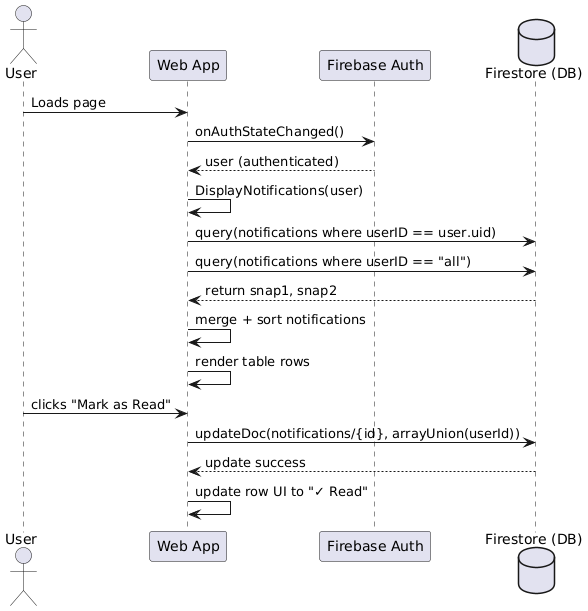 User
Web App
Firebase Auth
Firestore (DB)
Loads page
onAuthStateChanged()
user (authenticated)
DisplayNotifications(user)
query(notifications where userID == user.uid)
query(notifications where userID == "all")
return snap1, snap2
merge + sort notifications
render table rows
clicks "Mark as Read"
updateDoc(notifications/{id}, arrayUnion(userId))
update success
update row UI to "✓ Read"
User
Web App
Firebase Auth
Firestore (DB)